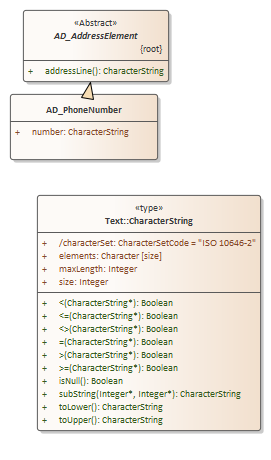 «Abstract»
AD_AddressElement
{root}
+ addressLine(): CharacterString
AD_PhoneNumber
+ number: CharacterString
«type»
Text::CharacterString
+ /characterSet: CharacterSetCode = "ISO 10646-2"
+ elements: Character [size]
+ maxLength: Integer
+ size: Integer
+ <(CharacterString*): Boolean
+ <=(CharacterString*): Boolean
+ <>(CharacterString*): Boolean
+ =(CharacterString*): Boolean
+ >(CharacterString*): Boolean
+ >=(CharacterString*): Boolean
+ isNull(): Boolean
+ subString(Integer*, Integer*): CharacterString
+ toLower(): CharacterString
+ toUpper(): CharacterString